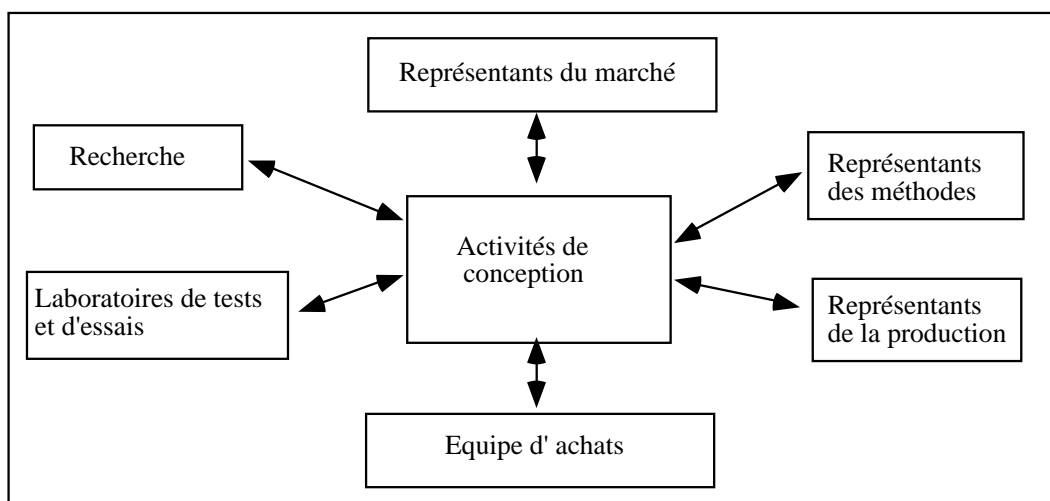 Représentants du marché
Recherche
Représentants
des méthodes
Activités de
conception
Laboratoires de tests
et d'essais
Représentants
de la production
Equipe d' achats